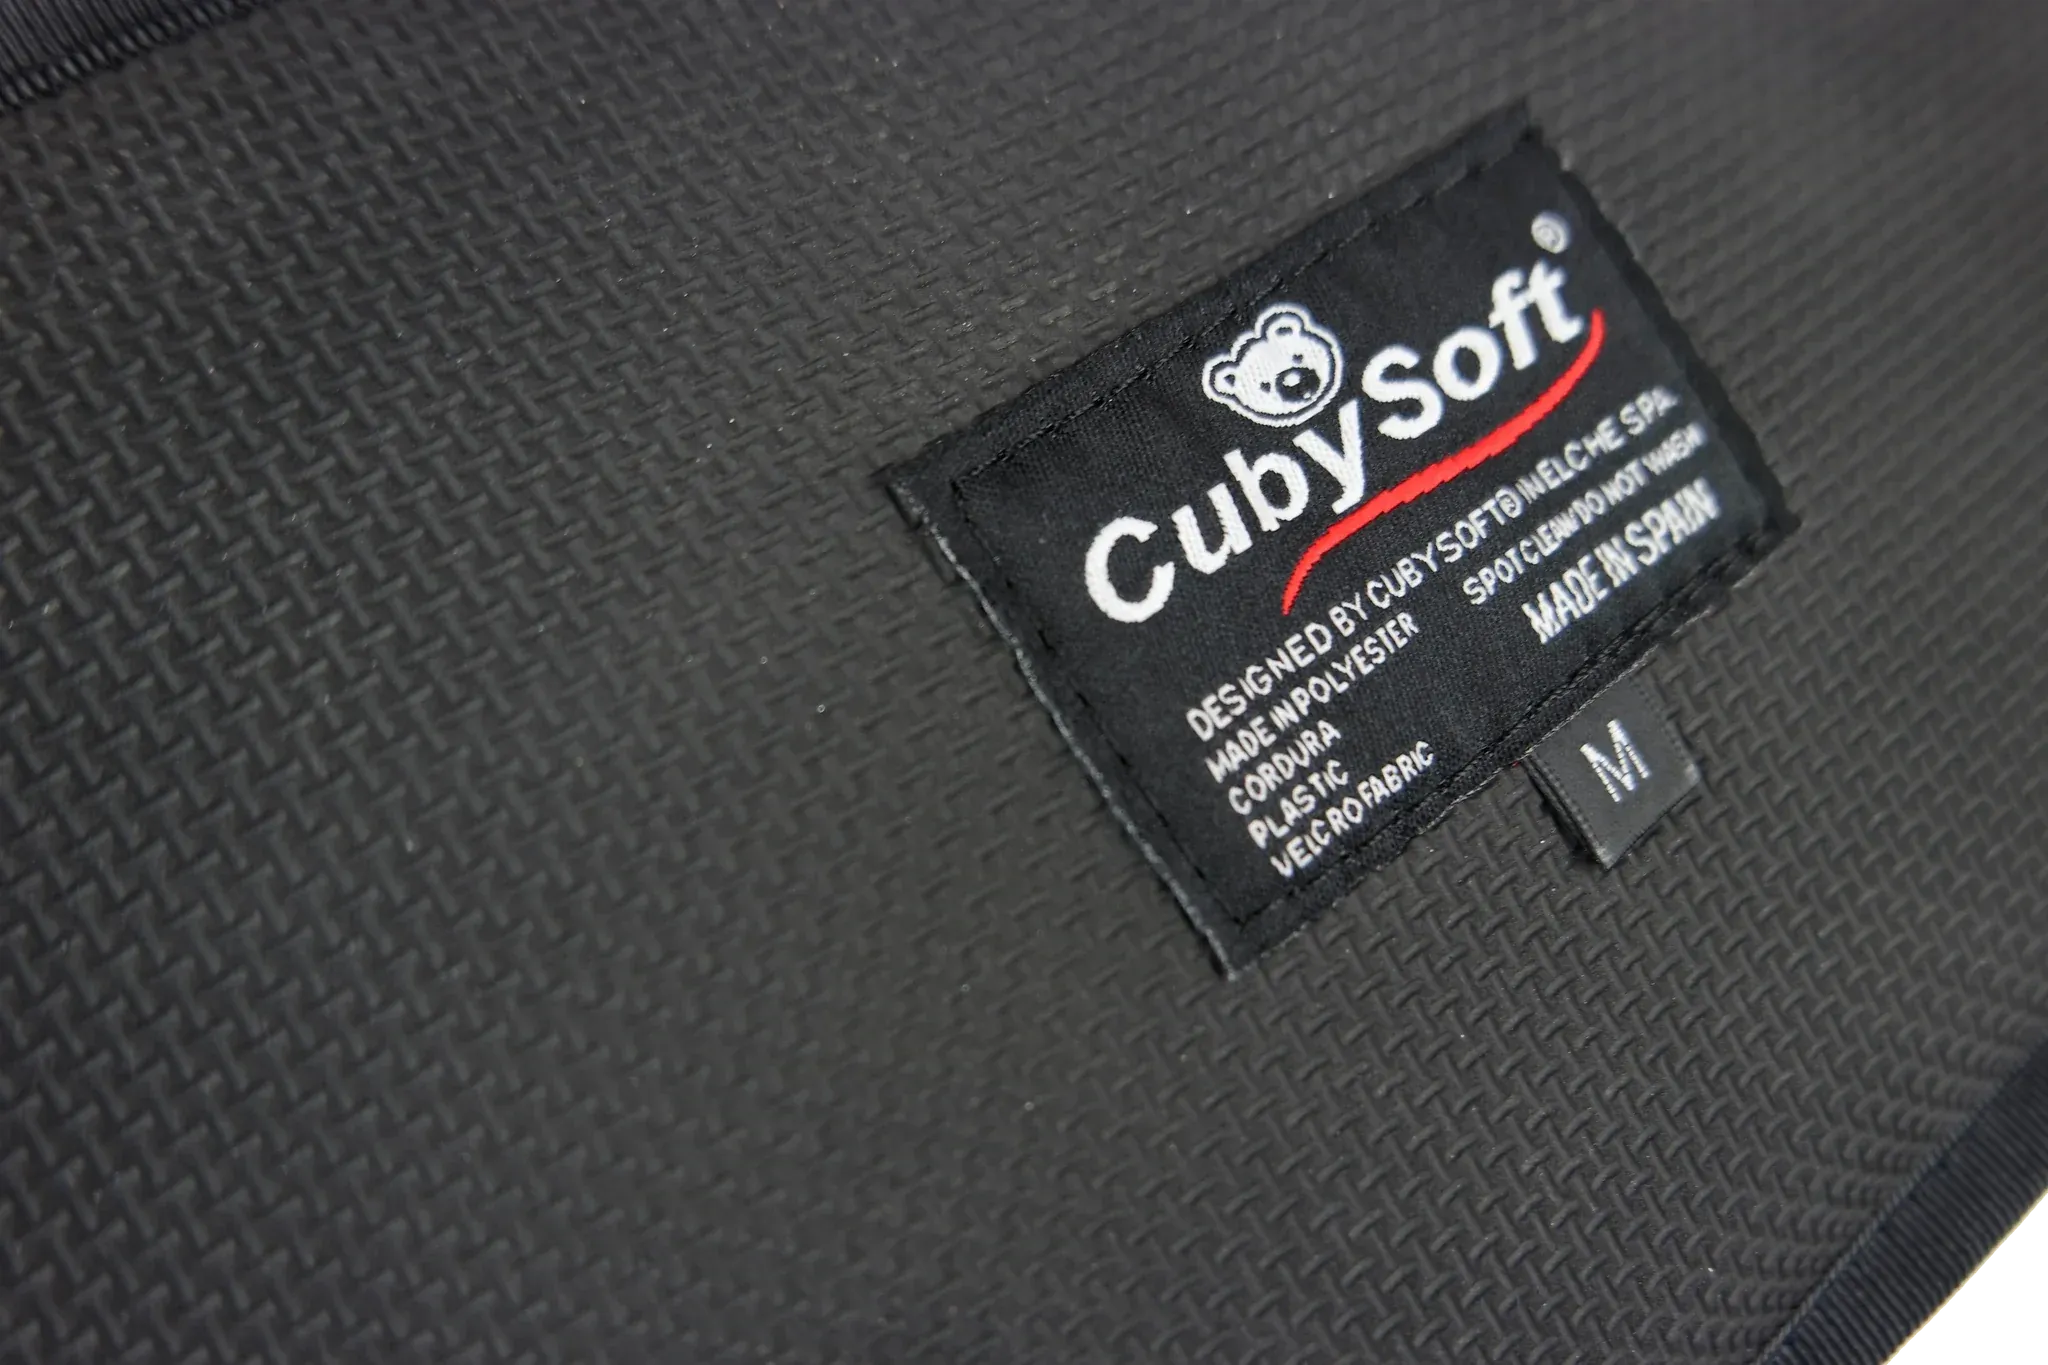 CubySoft®
DESIGNED BY CUBYSOFT® IN ELCHE SPA.
MADE IN POLYESTER
CORDURA
PLASTIC
VELCRO FABRIC
SPOT CLEAN/DO NOT WASH
MADE IN SPAIN
M